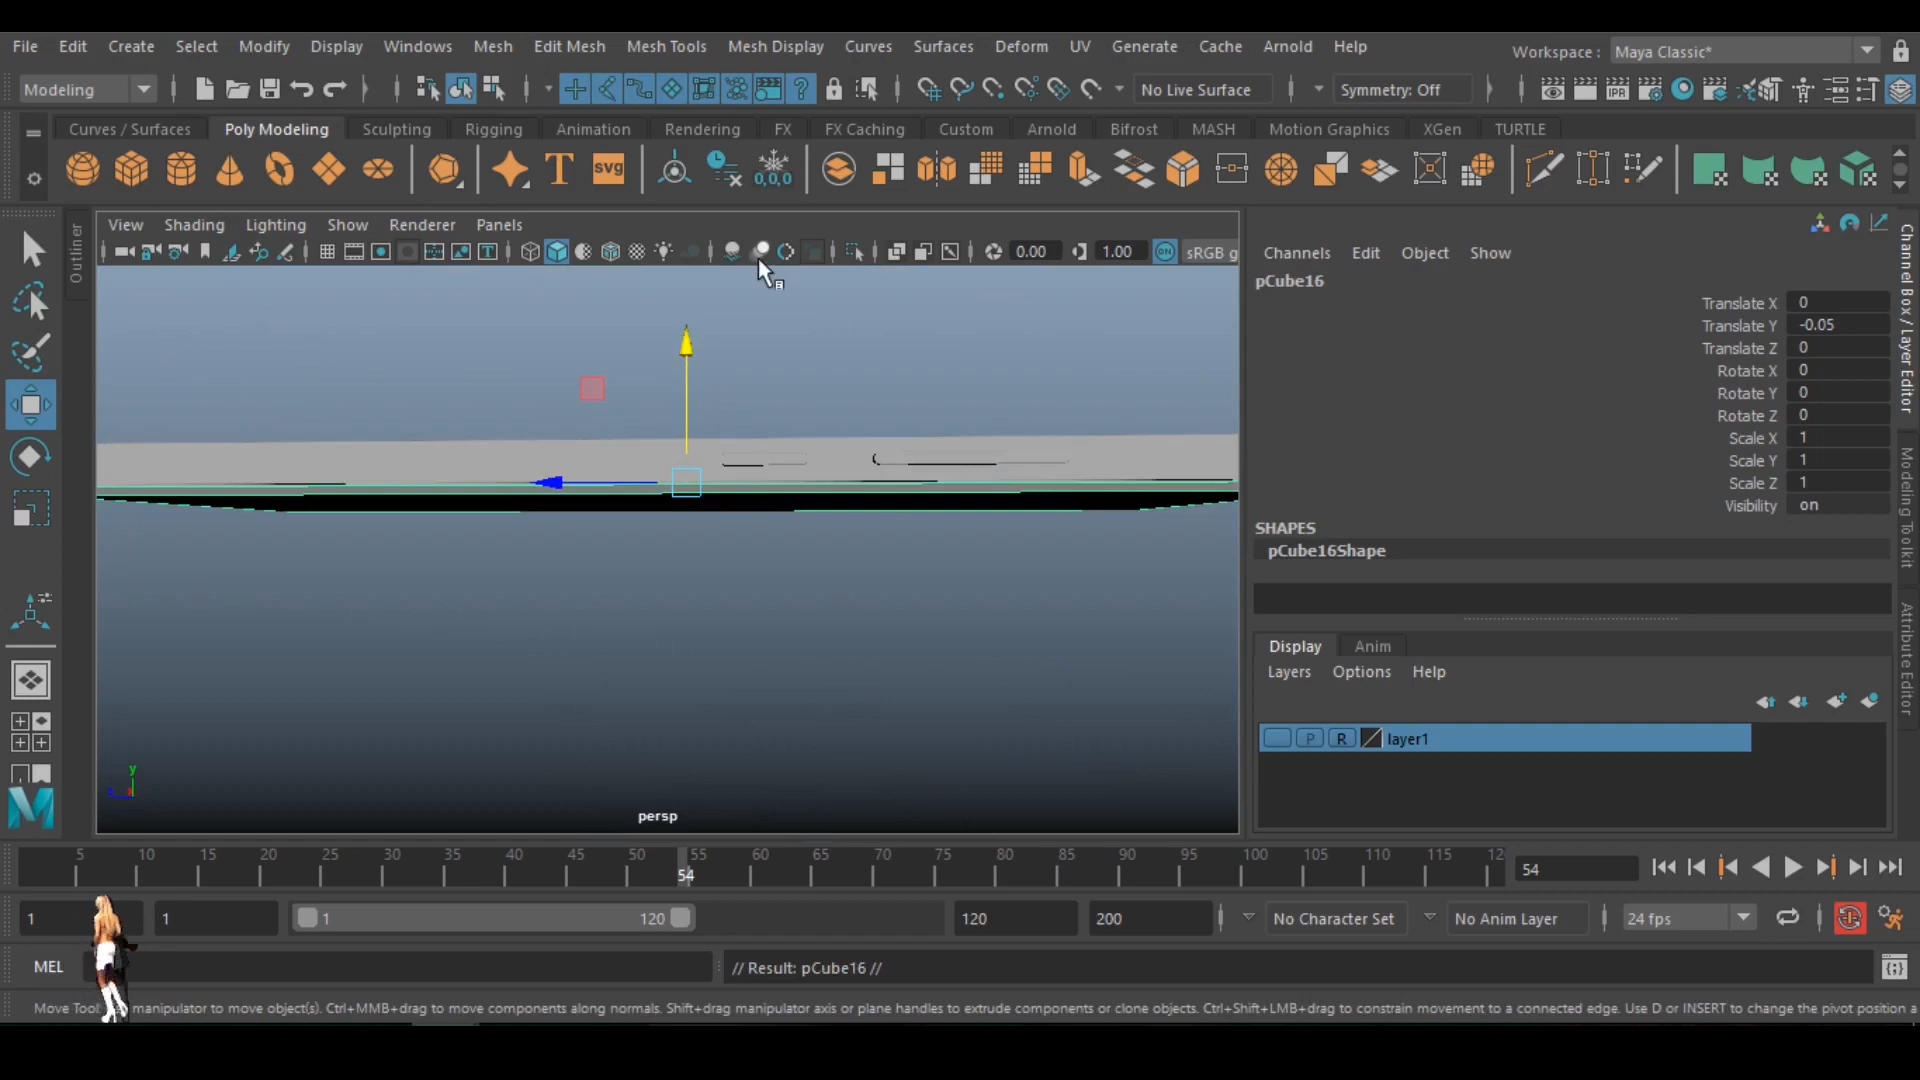 File Edit Create Select Modify Display Windows Mesh Edit Mesh Mesh Tools Mesh Display Curves Surfaces Deform UV Generate Cache Arnold Help Workspace : Maya Classic*
Modeling No Live Surface Symmetry: Off
Curves / Surfaces Poly Modeling Sculpting Rigging Animation Rendering FX FX Caching Custom Arnold Bifrost MASH Motion Graphics XGen TURTLE
T svg 0,0,0
View Shading Lighting Show Renderer Panels
0.00 1.00 ON sRGB g
Outliner
persp
Channels Edit Object Show
pCube16
Translate X 0
Translate Y -0.05
Translate Z 0
Rotate X 0
Rotate Y 0
Rotate Z 0
Scale X 1
Scale Y 1
Scale Z 1
Visibility on
SHAPES
pCube16Shape
Display Anim
Layers Options Help
P R layer1
Channel Box / Layer Editor
Modeling Toolkit
Attribute Editor
5 10 15 20 25 30 35 40 45 50 55 60 65 70 75 80 85 90 95 100 105 110 115 12
54 54
1 1 1 120 120 200 No Character Set No Anim Layer 24 fps
MEL // Result: pCube16 //
Move Tool: manipulator to move object(s). Ctrl+MMB+drag to move components along normals. Shift+drag manipulator axis or plane handles to extrude components or clone objects. Ctrl+Shift+LMB+drag to constrain movement to a connected edge. Use D or INSERT to change the pivot position a